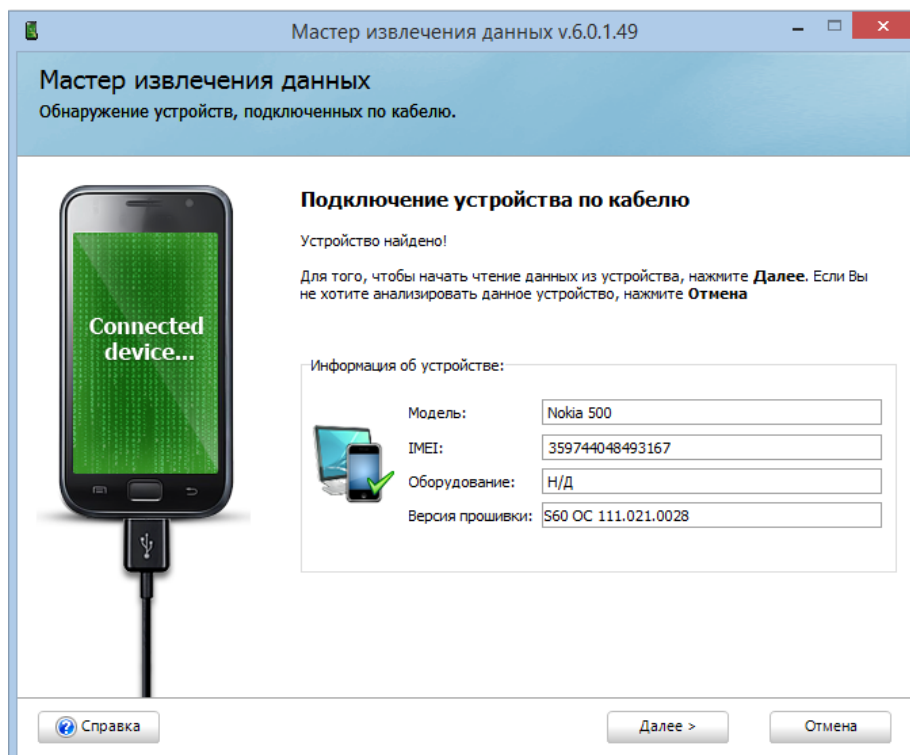 Мастер извлечения данных v.6.0.1.49
Мастер извлечения данных
Обнаружение устройств, подключенных по кабелю.
Connected
device...
Подключение устройства по кабелю
Устройство найдено!
Для того, чтобы начать чтение данных из устройства, нажмите Далее. Если Вы
не хотите анализировать данное устройство, нажмите Отмена
Информация об устройстве:
Модель: Nokia 500
IMEI: 359744048493167
Оборудование: Н/Д
Версия прошивки: S60 ОС 111.021.0028
Справка
Далее >
Отмена